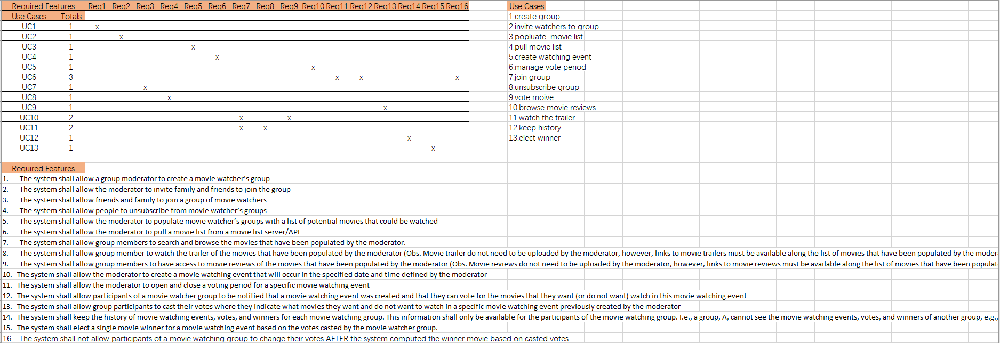 Required Features Req1 Req2 Req3 Req4 Req5 Req6 Req7 Req8 Req9 Req10 Req11 Req12 Req13 Req14 Req15 Req16
Use Cases Totals
UC1 1 x
UC2 1 x
UC3 1 x
UC4 1 x
UC5 1 x
UC6 3 x x x
UC7 1 x
UC8 1 x
UC9 1 x
UC10 2 x x
UC11 2 x x
UC12 1 x
UC13 1 x
Use Cases
1.create group
2.invite watchers to group
3.popluate movie list
4.pull movie list
5.create watching event
6.manage vote period
7.join group
8.unsubscribe group
9.vote moive
10.browse movie reviews
11.watch the trailer
12.keep history
13.elect winner
Required Features
1. The system shall allow a group moderator to create a movie watcher's group
2. The system shall allow the moderator to invite family and friends to join the group
3. The system shall allow friends and family to join a group of movie watchers
4. The system shall allow people to unsubscribe from movie watcher's groups
5. The system shall allow the moderator to populate movie watcher's groups with a list of potential movies that could be watched
6. The system shall allow the moderator to pull a movie list from a movie list server/API
7. The system shall allow group members to search and browse the movies that have been populated by the moderator.
8. The system shall allow group member to watch the trailer of the movies that have been populated by the moderator (Obs. Movie trailer do not need to be uploaded by the moderator, however, links to movie trailers must be available along the list of movies that have been populated by the moder
9. The system shall allow group members to have access to movie reviews of the movies that have been populated by the moderator (Obs. Movie reviews do not need to be uploaded by the moderator, however, links to movie reviews must be available along the list of movies that have been populat
10. The system shall allow the moderator to create a movie watching event that will occur in the specified date and time defined by the moderator
11. The system shall allow the moderator to open and close a voting period for a specific movie watching event
12. The system shall allow participants of a movie watcher group to be notified that a movie watching event was created and that they can vote for the movies that they want (or do not want) watch in this movie watching event
13. The system shall allow group participants to cast their votes where they indicate what movies they want and do not want to watch in a specific movie watching event previously created by the moderator
14. The system shall keep the history of movie watching events, votes, and winners for each movie watching group. This information shall only be available for the participants of the movie watching group. I.e., a group, A, cannot see the movie watching events, votes, and winners of another group, e.g.,
15. The system shall elect a single movie winner for a movie watching event based on the votes casted by the movie watcher group.
16. The system shall not allow participants of a movie watching group to change their votes AFTER the system computed the winner movie based on casted votes